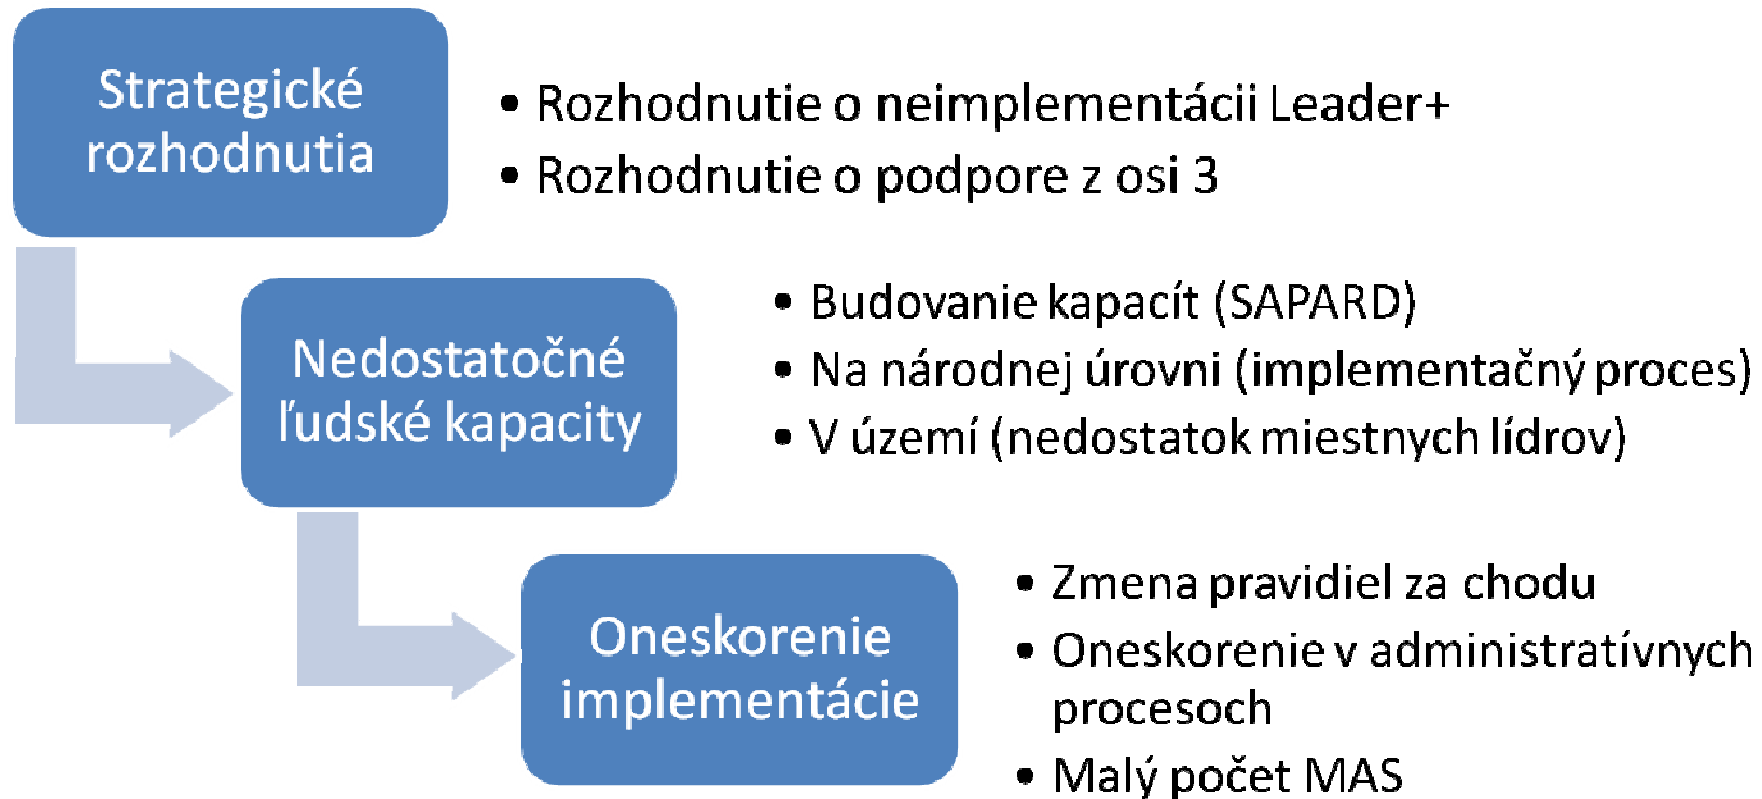 Strategické
rozhodnutia
• Rozhodnutie o neimplementácii Leader+
• Rozhodnutie o podpore z osi 3
Nedostatočné
ľudské kapacity
• Budovanie kapacít (SAPARD)
• Na národnej úrovni (implementačný proces)
• V území (nedostatok miestnych lídrov)
Oneskorenie
implementácie
• Zmena pravidiel za chodu
• Oneskorenie v administratívnych
procesoch
• Malý počet MAS